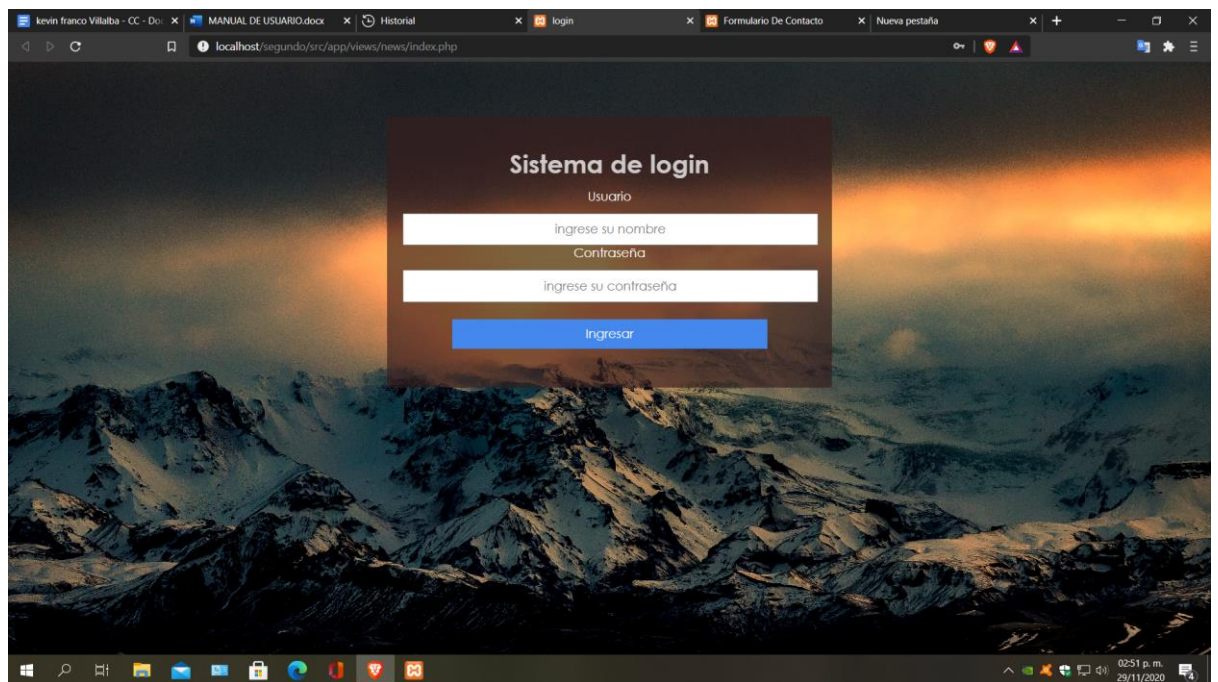 kevin franco Villalba - CC - Do
MANUAL DE USUARIO.docx
Historial
login
Formulario De Contacto
Nueva pestaña
localhost/segundo/src/app/views/news/index.php
Sistema de login
Usuario
ingrese su nombre
Contraseña
ingrese su contraseña
Ingresar
02:51 p. m.
29/11/2020
4